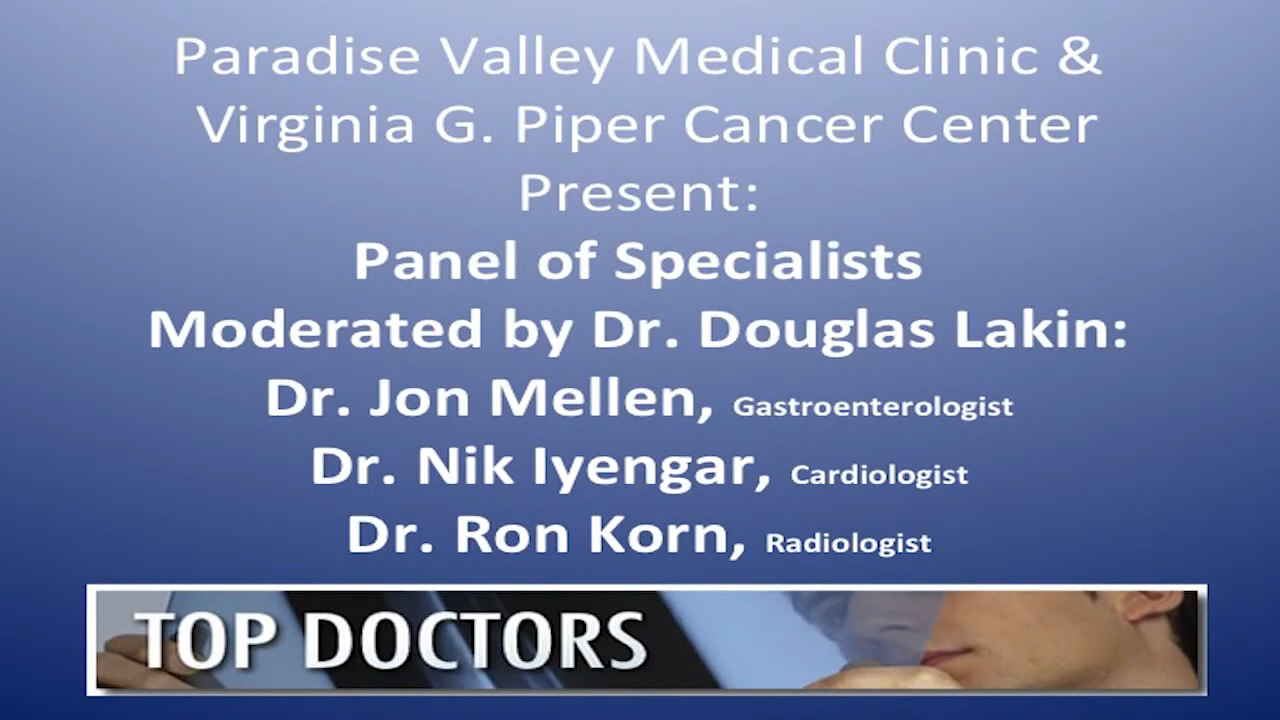 Paradise Valley Medical Clinic &
Virginia G. Piper Cancer Center
Present:
Panel of Specialists
Moderated by Dr. Douglas Lakin:
Dr. Jon Mellen, Gastroenterologist
Dr. Nik Iyengar, Cardiologist
Dr. Ron Korn, Radiologist
TOP DOCTORS